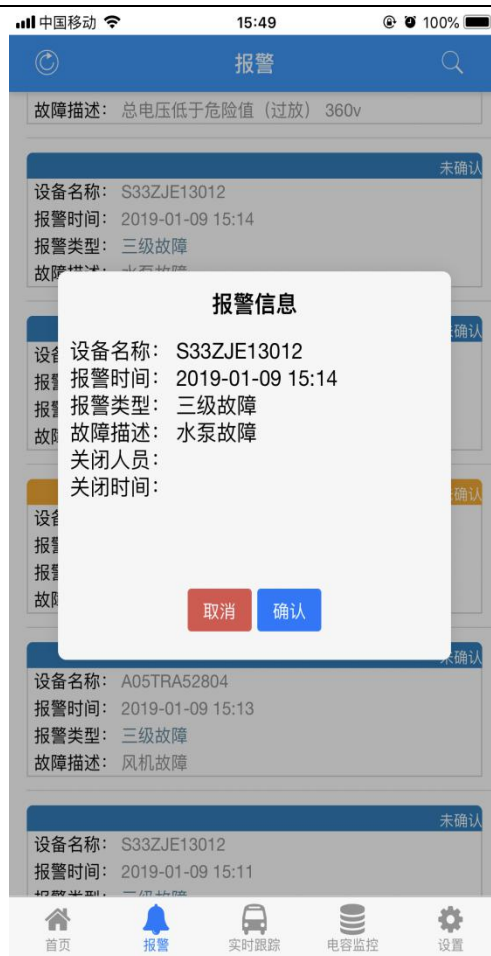 中国移动 15:49 100%
报警
故障描述： 总电压低于危险值（过放） 360v
未确认
设备名称： S33ZJE13012
报警时间： 2019-01-09 15:14
报警类型： 三级故障
报警信息
设备名称： S33ZJE13012
报警时间： 2019-01-09 15:14
报警类型： 三级故障
故障描述： 水泵故障
关闭人员：
关闭时间：
取消 确认
未确认
设备名称： A05TRA52804
报警时间： 2019-01-09 15:13
报警类型： 三级故障
故障描述： 风机故障
未确认
设备名称： S33ZJE13012
报警时间： 2019-01-09 15:11
首页 报警 实时跟踪 电容监控 设置